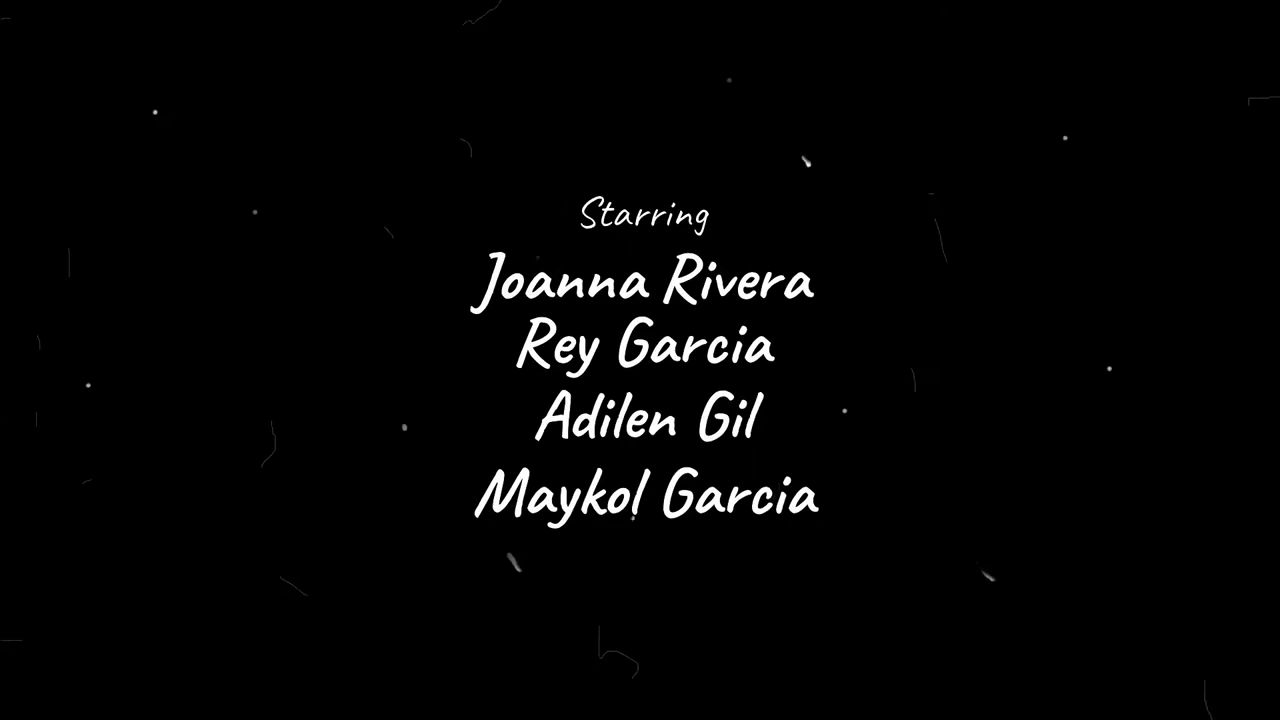 Starring
Joanna Rivera
Rey Garcia
Adilen Gil
Maykol Garcia